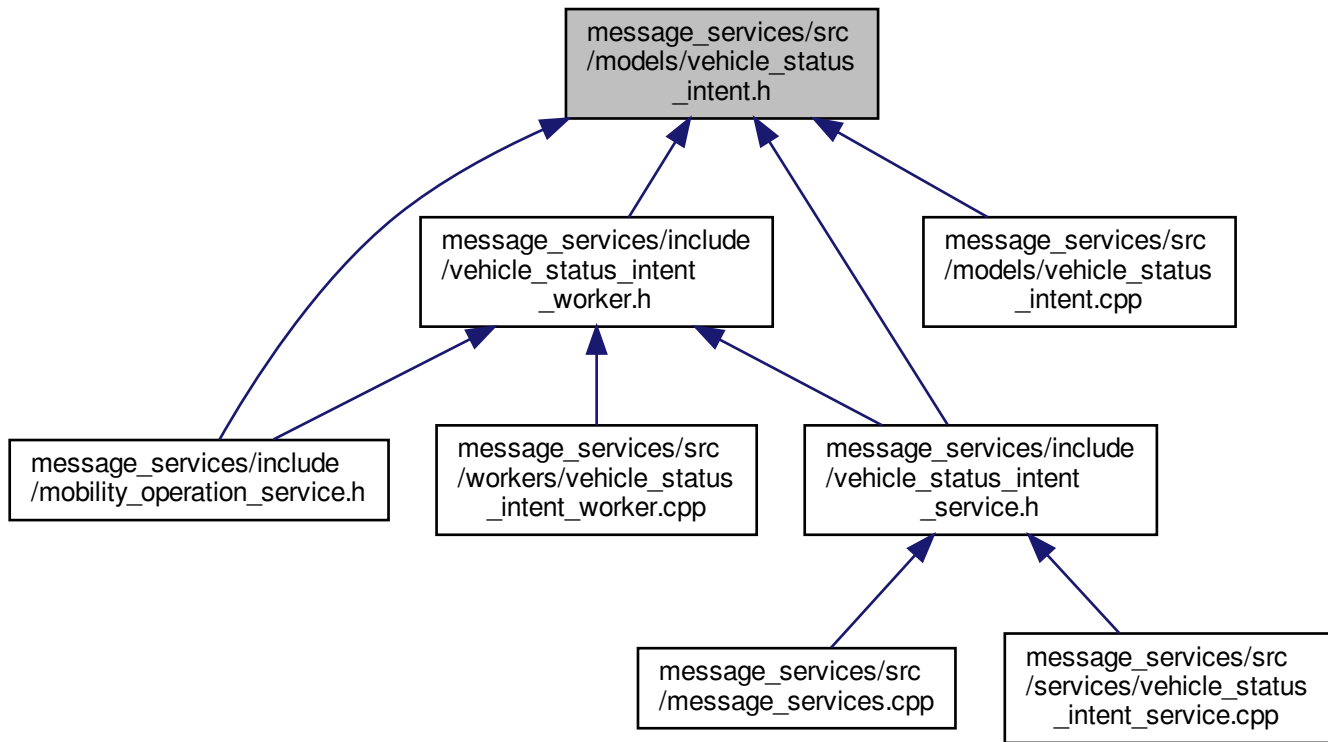 message_services/src
/models/vehicle_status
_intent.h
message_services/include
/vehicle_status_intent
_worker.h
message_services/src
/models/vehicle_status
_intent.cpp
message_services/include
/mobility_operation_service.h
message_services/src
/workers/vehicle_status
_intent_worker.cpp
message_services/include
/vehicle_status_intent
_service.h
message_services/src
/message_services.cpp
message_services/src
/services/vehicle_status
_intent_service.cpp